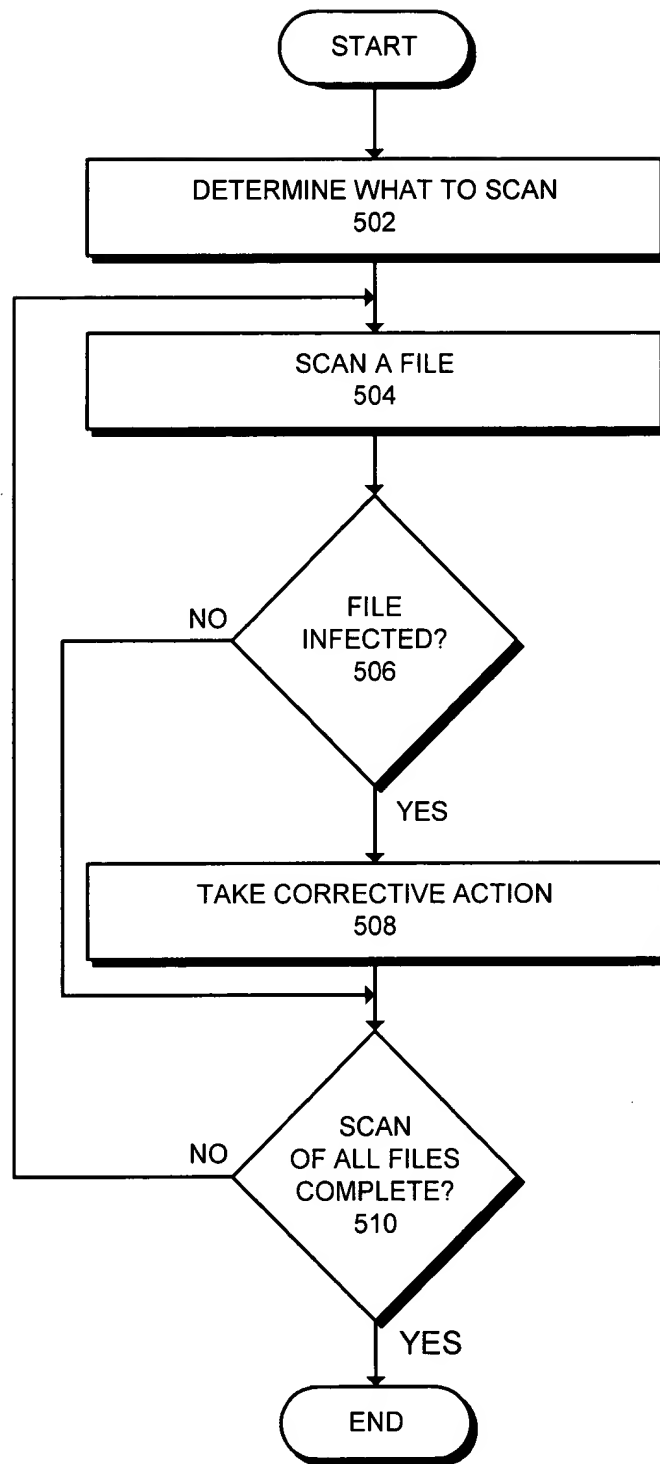 START
DETERMINE WHAT TO SCAN
502
SCAN A FILE
504
NO
FILE
INFECTED?
506
YES
TAKE CORRECTIVE ACTION
508
NO
SCAN
OF ALL FILES
COMPLETE?
510
YES
END